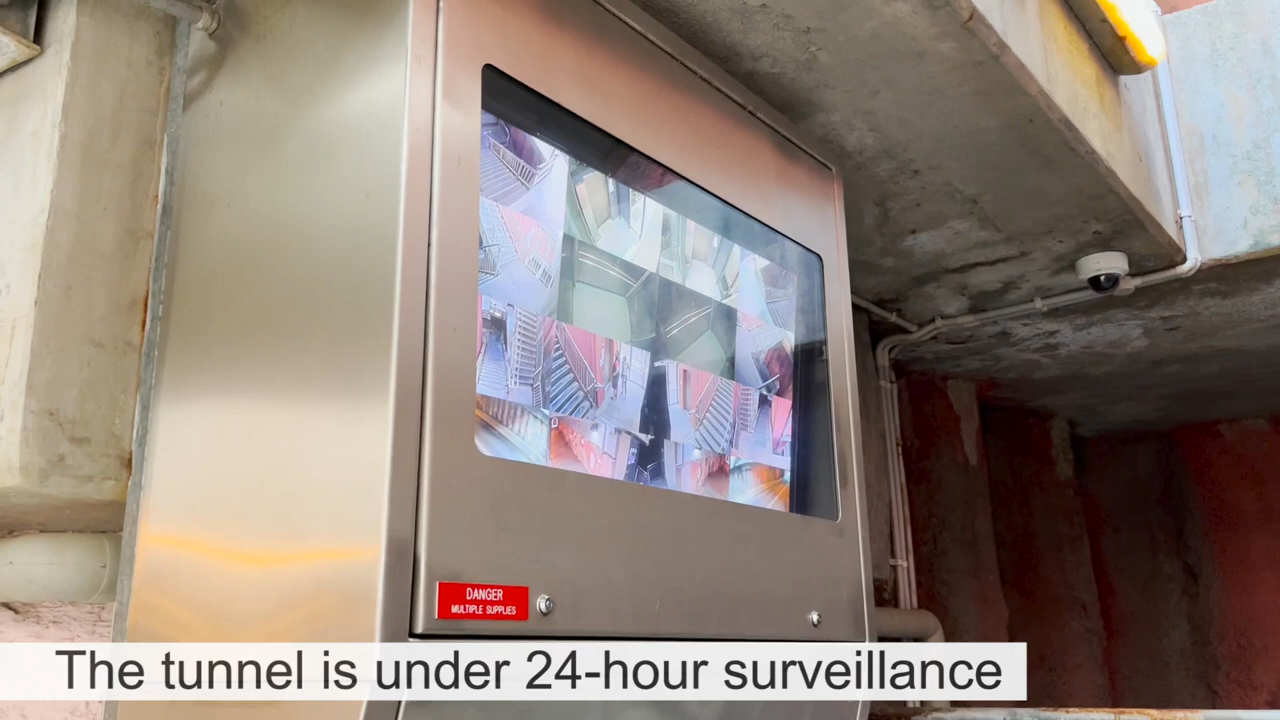 DANGER
MULTIPLE SUPPLIES
The tunnel is under 24-hour surveillance